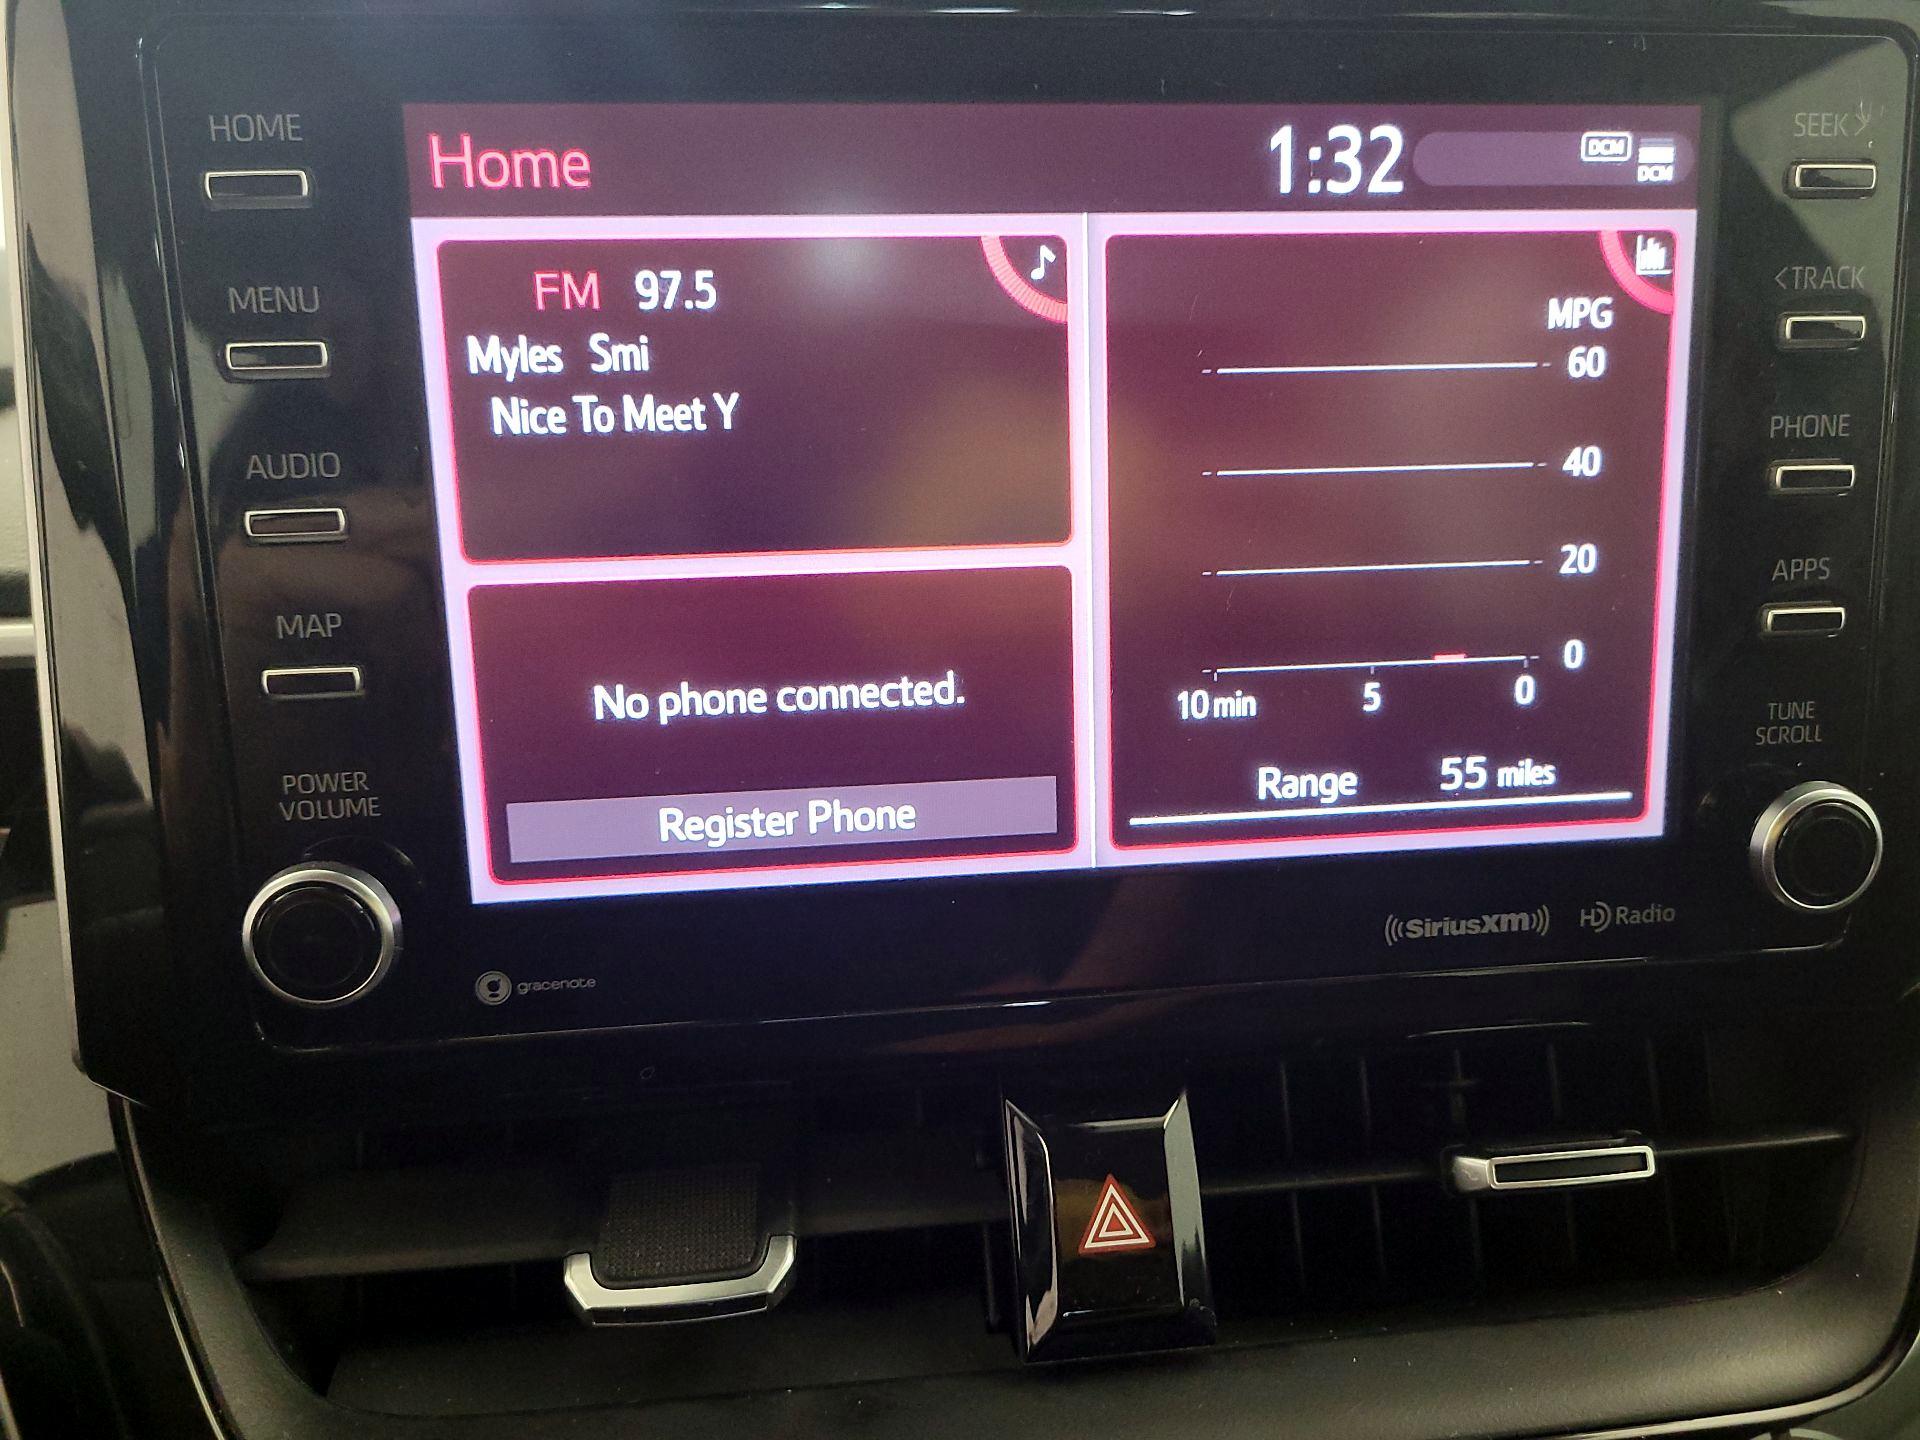 HOME
MENU
AUDIO
MAP
POWER
VOLUME
Home
1:32
DCM
DCM
FM 97.5
Myles Smi
Nice To Meet Y
No phone connected.
Register Phone
MPG
60
40
20
0
10 min 5 0
Range 55 miles
SEEK >
< TRACK
PHONE
APPS
TUNE
SCROLL
gracenote
((SiriusXM))
HD Radio